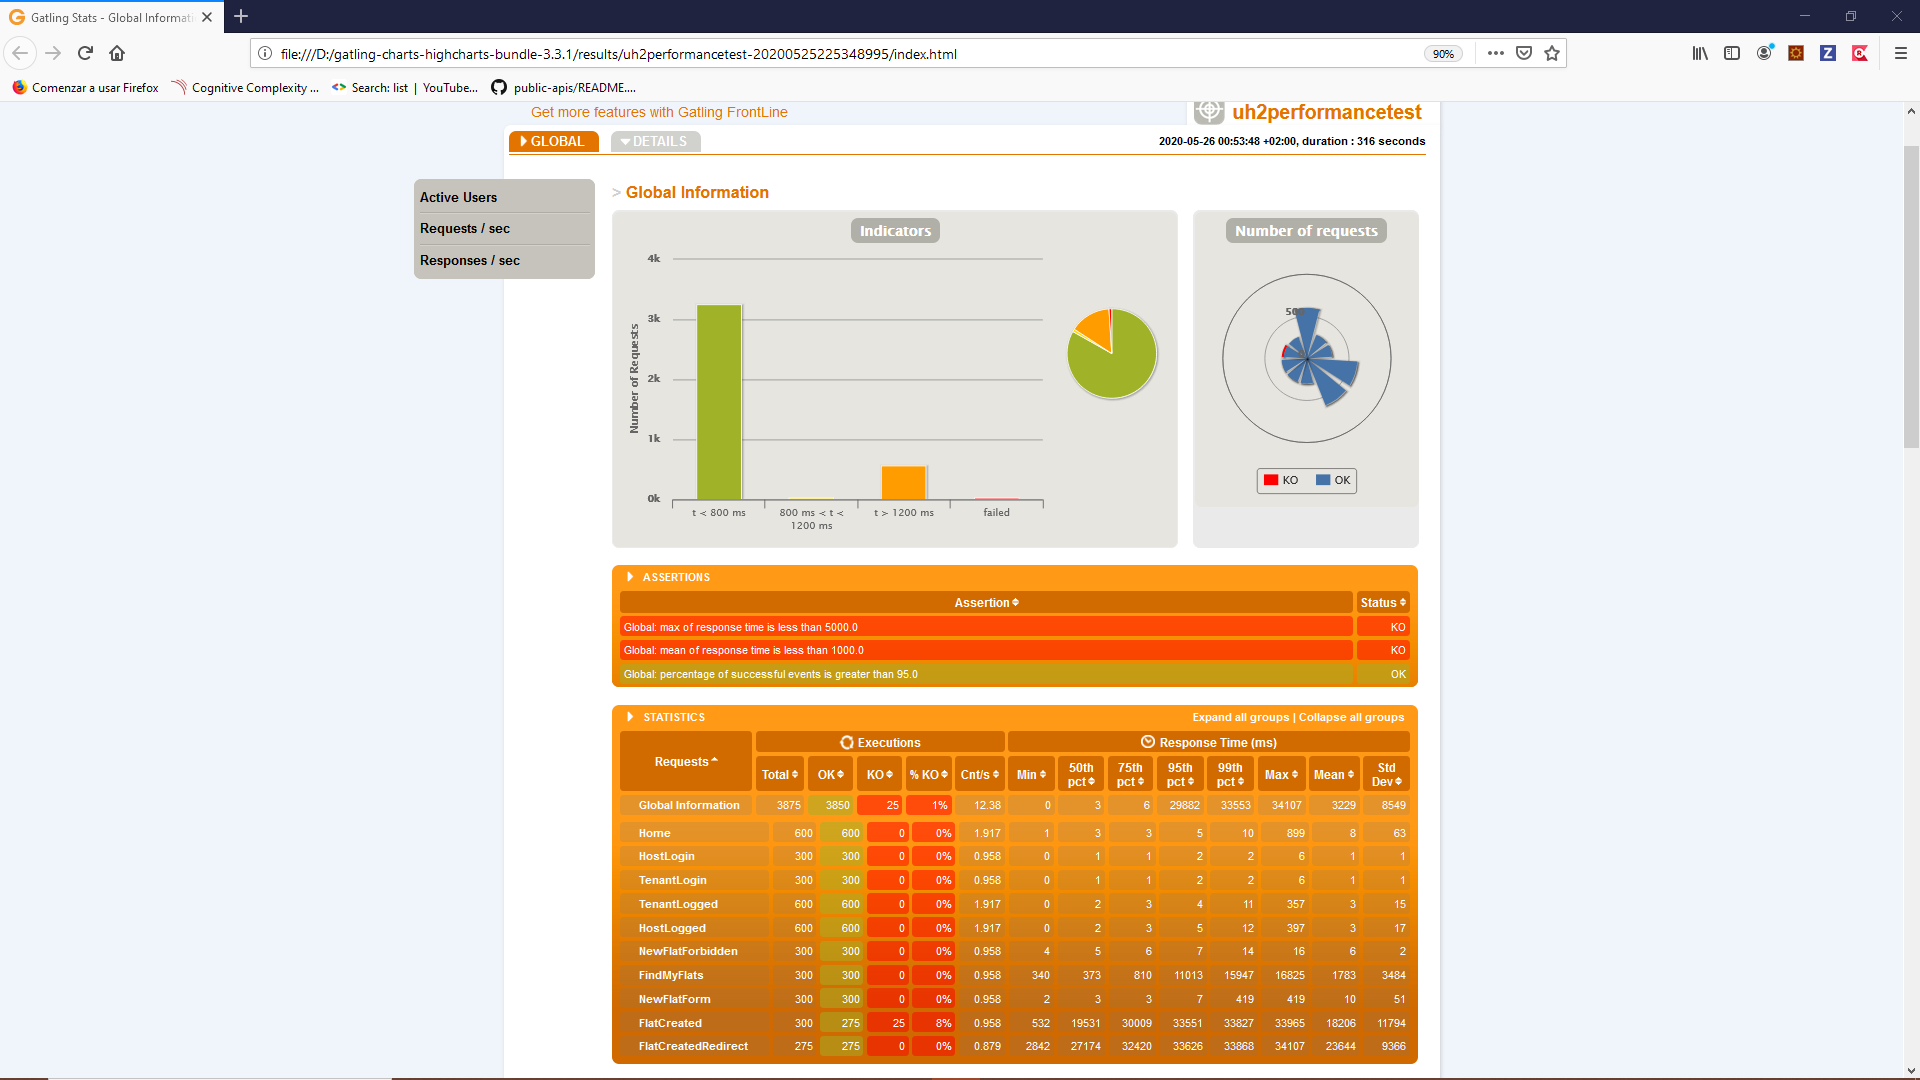 Gatling Stats - Global Informati
file:///D:/gatling-charts-highcharts-bundle-3.3.1/results/uh2performancetest-20200525225348995/index.html
90%
Comenzar a usar Firefox
Cognitive Complexity ...
Search: list | YouTube...
public-apis/README....
Get more features with Gatling FrontLine
uh2performancetest
GLOBAL
DETAILS
2020-05-26 00:53:48 +02:00, duration : 316 seconds
Active Users
Requests / sec
Responses / sec
> Global Information
Indicators
Number of Requests
4k
3k
2k
1k
0k
t < 800 ms
800 ms < t <
1200 ms
t > 1200 ms
failed
Number of requests
500
KO
OK
ASSERTIONS
Assertion Status
Global: max of response time is less than 5000.0 KO
Global: mean of response time is less than 1000.0 KO
Global: percentage of successful events is greater than 95.0 OK
STATISTICS
Expand all groups | Collapse all groups
Requests
Executions
Response Time (ms)
Total OK KO % KO Cnt/s Min 50th pct 75th pct 95th pct 99th pct Max Mean Std Dev
Global Information 3875 3850 25 1% 12.38 0 3 6 29882 33553 34107 3229 8549
Home 600 600 0 0% 1.917 1 3 3 5 10 899 8 63
HostLogin 300 300 0 0% 0.958 0 1 1 2 2 6 1 1
TenantLogin 300 300 0 0% 0.958 0 1 1 2 2 6 1 1
TenantLogged 600 600 0 0% 1.917 0 2 3 4 11 357 3 15
HostLogged 600 600 0 0% 1.917 0 2 3 5 12 397 3 17
NewFlatForbidden 300 300 0 0% 0.958 4 5 6 7 14 16 6 2
FindMyFlats 300 300 0 0% 0.958 340 373 810 11013 15947 16825 1783 3484
NewFlatForm 300 300 0 0% 0.958 2 3 3 7 419 419 10 51
FlatCreated 300 275 25 8% 0.958 532 19531 30009 33551 33827 33965 18206 11794
FlatCreatedRedirect 275 275 0 0% 0.879 2842 27174 32420 33626 33868 34107 23644 9366